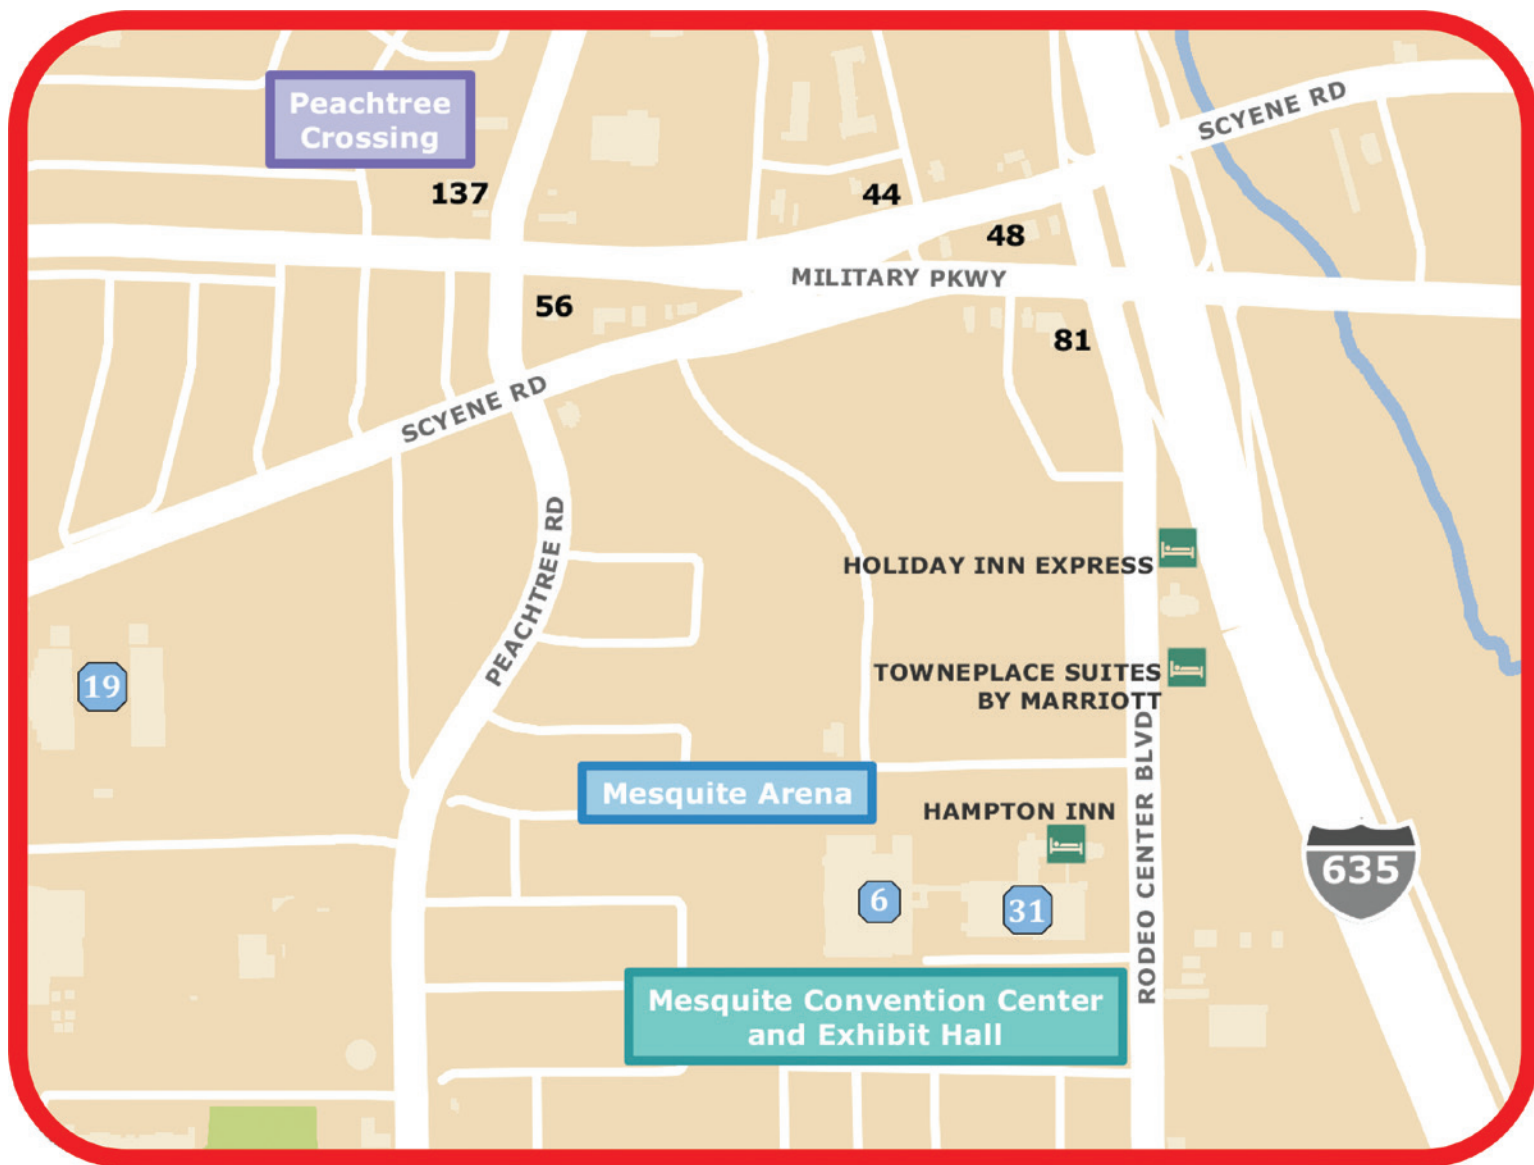 Peachtree
Crossing
SCYENE RD
137
44
48
MILITARY PKWY
56
81
SCYENE RD
PEACHTREE RD
HOLIDAY INN EXPRESS
19
TOWNEPLACE SUITES
BY MARRIOTT
RODEO CENTER BLVD
Mesquite Arena
HAMPTON INN
635
6
31
Mesquite Convention Center
and Exhibit Hall